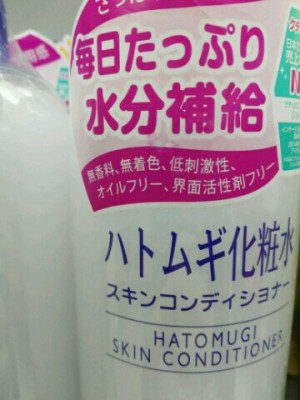 毎日たっぷり
水分補給
無香料、無着色、低刺激性、
オイルフリー、界面活性剤フリー
ハトムギ化粧水
スキンコンディショナー
HATOMUGI
SKIN CONDITIONER